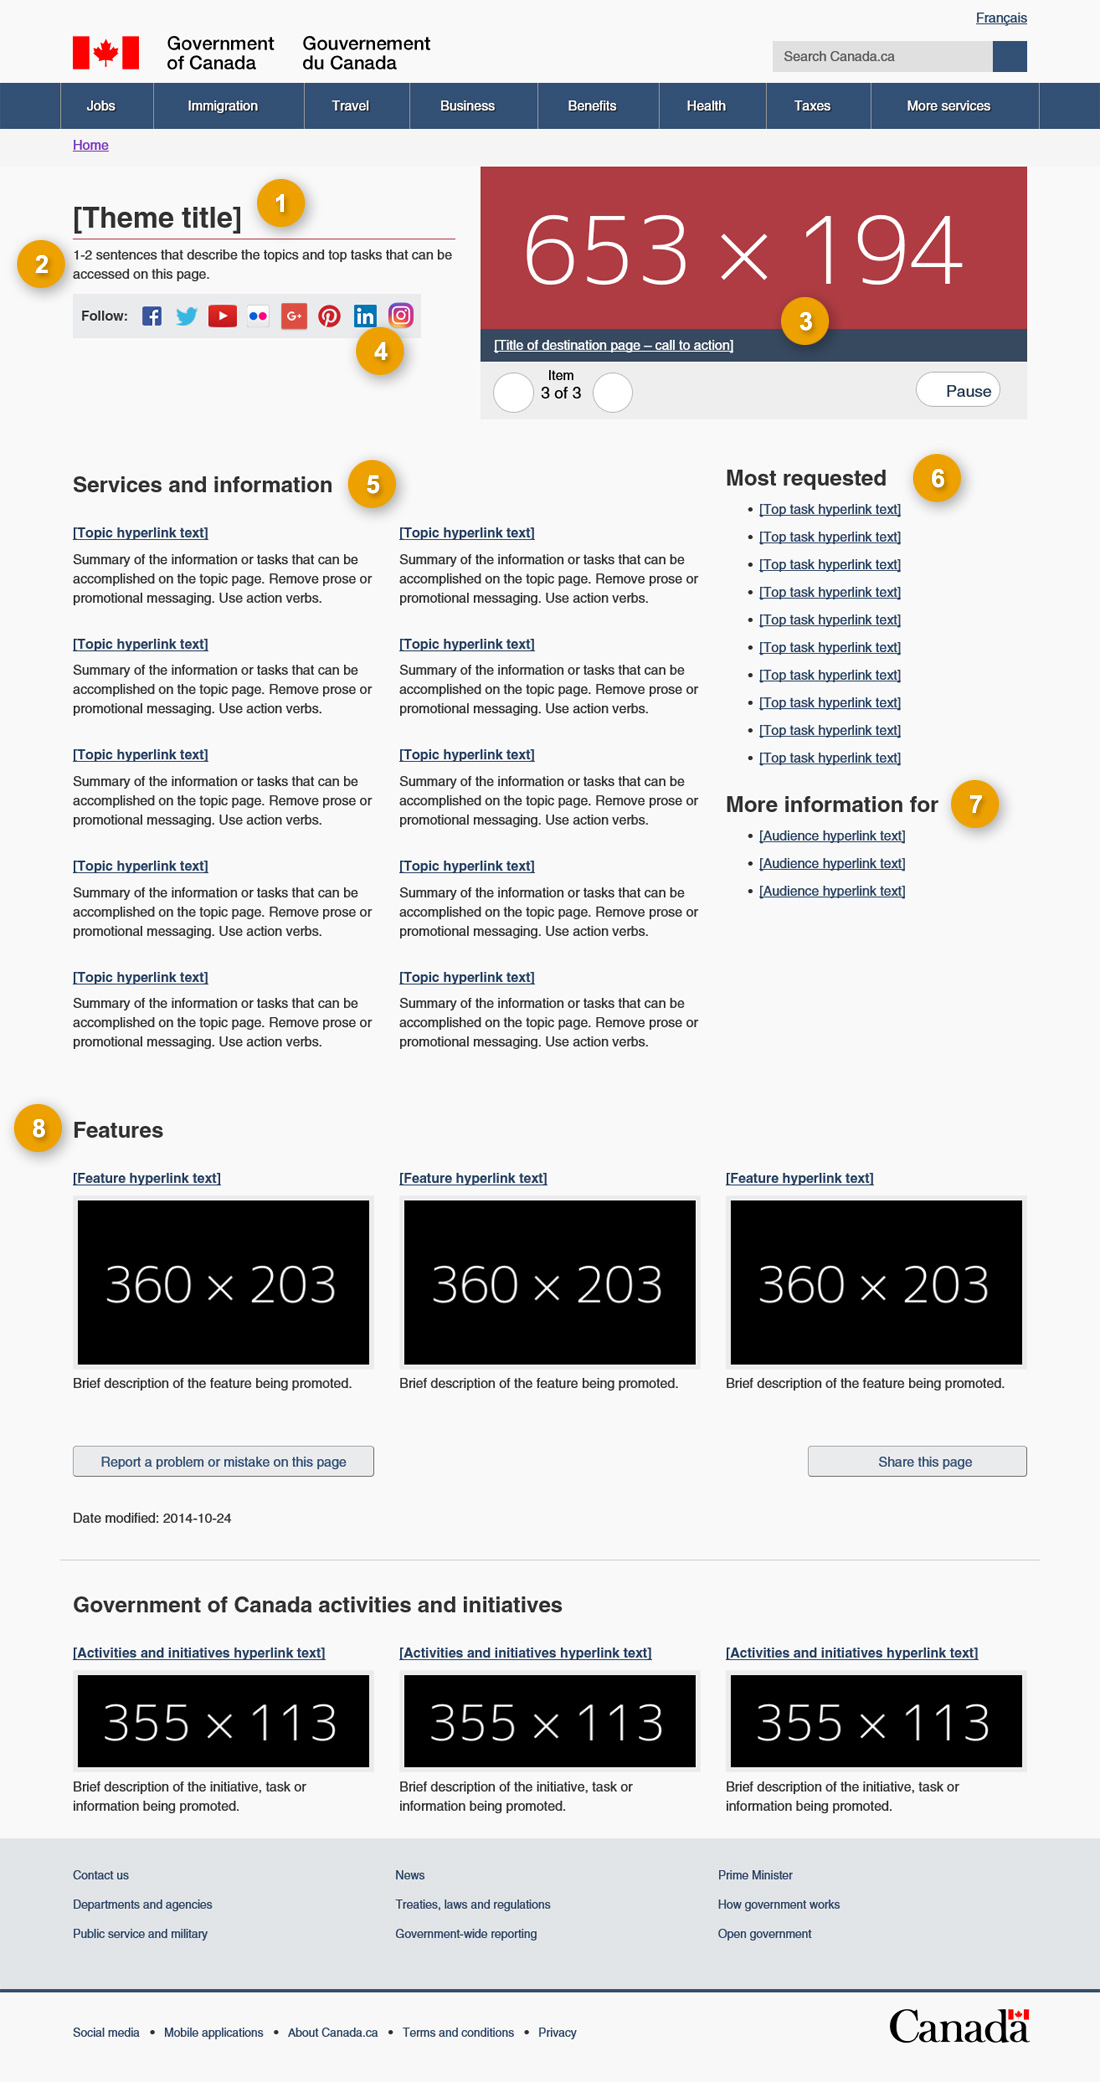 Français
Government of Canada
Gouvernement du Canada
Search Canada.ca
Jobs
Immigration
Travel
Business
Benefits
Health
Taxes
More services
Home
[Theme title]
1
2
1-2 sentences that describe the topics and top tasks that can be
accessed on this page.
Follow:
G+
in
4
653 × 194
3
[Title of destination page – call to action]
Item
3 of 3
Pause
Services and information
5
[Topic hyperlink text]
Summary of the information or tasks that can be
accomplished on the topic page. Remove prose or
promotional messaging. Use action verbs.
[Topic hyperlink text]
Summary of the information or tasks that can be
accomplished on the topic page. Remove prose or
promotional messaging. Use action verbs.
[Topic hyperlink text]
Summary of the information or tasks that can be
accomplished on the topic page. Remove prose or
promotional messaging. Use action verbs.
[Topic hyperlink text]
Summary of the information or tasks that can be
accomplished on the topic page. Remove prose or
promotional messaging. Use action verbs.
[Topic hyperlink text]
Summary of the information or tasks that can be
accomplished on the topic page. Remove prose or
promotional messaging. Use action verbs.
[Topic hyperlink text]
Summary of the information or tasks that can be
accomplished on the topic page. Remove prose or
promotional messaging. Use action verbs.
[Topic hyperlink text]
Summary of the information or tasks that can be
accomplished on the topic page. Remove prose or
promotional messaging. Use action verbs.
[Topic hyperlink text]
Summary of the information or tasks that can be
accomplished on the topic page. Remove prose or
promotional messaging. Use action verbs.
[Topic hyperlink text]
Summary of the information or tasks that can be
accomplished on the topic page. Remove prose or
promotional messaging. Use action verbs.
[Topic hyperlink text]
Summary of the information or tasks that can be
accomplished on the topic page. Remove prose or
promotional messaging. Use action verbs.
Most requested
6
• [Top task hyperlink text]
• [Top task hyperlink text]
• [Top task hyperlink text]
• [Top task hyperlink text]
• [Top task hyperlink text]
• [Top task hyperlink text]
• [Top task hyperlink text]
• [Top task hyperlink text]
• [Top task hyperlink text]
• [Top task hyperlink text]
More information for
7
• [Audience hyperlink text]
• [Audience hyperlink text]
• [Audience hyperlink text]
8
Features
[Feature hyperlink text]
360 × 203
Brief description of the feature being promoted.
[Feature hyperlink text]
360 × 203
Brief description of the feature being promoted.
[Feature hyperlink text]
360 × 203
Brief description of the feature being promoted.
Report a problem or mistake on this page
Share this page
Date modified: 2014-10-24
Government of Canada activities and initiatives
[Activities and initiatives hyperlink text]
355 × 113
Brief description of the initiative, task or
information being promoted.
[Activities and initiatives hyperlink text]
355 × 113
Brief description of the initiative, task or
information being promoted.
[Activities and initiatives hyperlink text]
355 × 113
Brief description of the initiative, task or
information being promoted.
Contact us
Departments and agencies
Public service and military
News
Treaties, laws and regulations
Government-wide reporting
Prime Minister
How government works
Open government
Social media • Mobile applications • About Canada.ca • Terms and conditions • Privacy
Canada